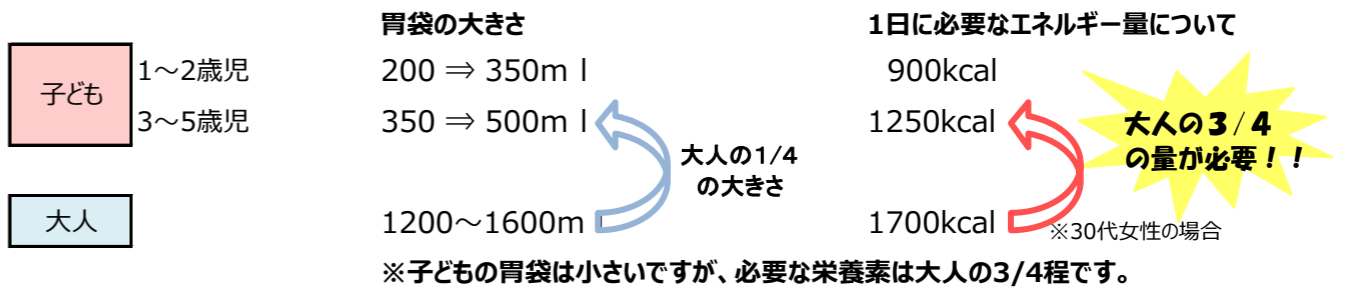 胃袋の大きさ 1日に必要なエネルギー量について
子ども 1～2歳児 200 ⇒ 350m l 900kcal
3～5歳児 350 ⇒ 500m l 1250kcal
大人の3/4
の量が必要！！
大人の1/4
の大きさ
大人 1200～1600m l 1700kcal
※30代女性の場合
※子どもの胃袋は小さいですが、必要な栄養素は大人の3/4程です。